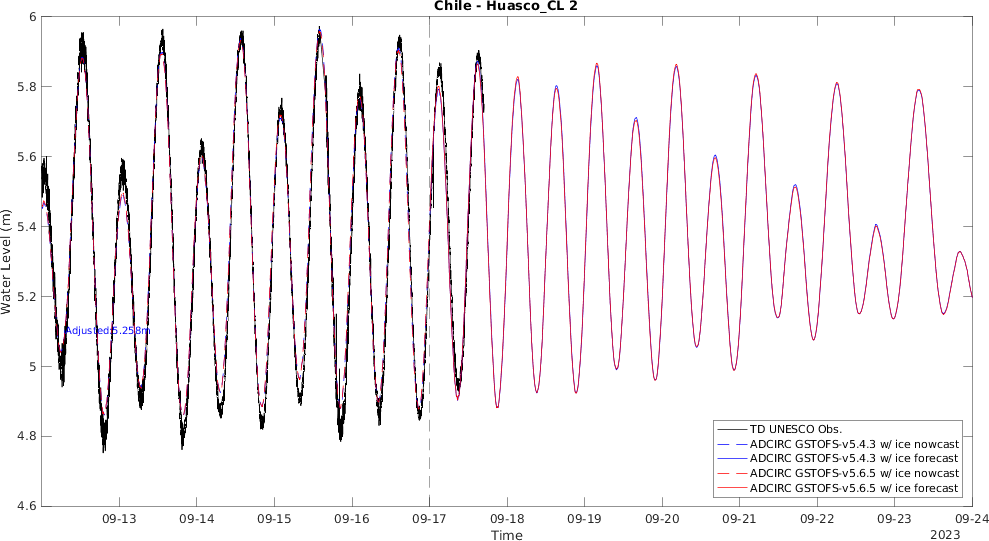 Chile - Huasco_CL 2
6
5.8
5.6
5.4
5.2
5
4.8
4.6
Water Level (m)
Adjusted:5.258m
TD UNESCO Obs.
ADCIRC GSTOFS-v5.4.3 w/ ice nowcast
ADCIRC GSTOFS-v5.4.3 w/ ice forecast
ADCIRC GSTOFS-v5.6.5 w/ ice nowcast
ADCIRC GSTOFS-v5.6.5 w/ ice forecast
09-13 09-14 09-15 09-16 09-17 09-18 09-19 09-20 09-21 09-22 09-23 09-24
Time
2023